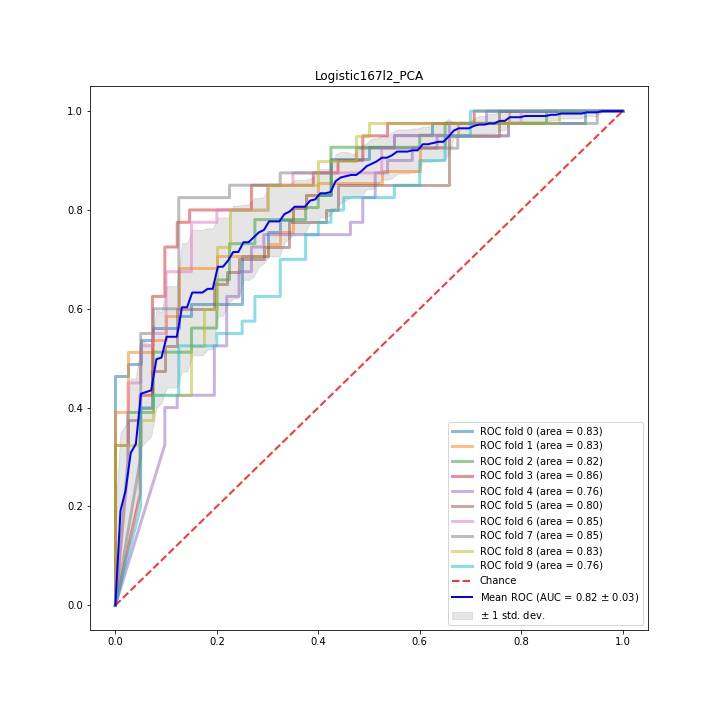 Logistic167l2_PCA
1.0
0.8
0.6
0.4
0.2
0.0
ROC fold 0 (area = 0.83)
ROC fold 1 (area = 0.83)
ROC fold 2 (area = 0.82)
ROC fold 3 (area = 0.86)
ROC fold 4 (area = 0.76)
ROC fold 5 (area = 0.80)
ROC fold 6 (area = 0.85)
ROC fold 7 (area = 0.85)
ROC fold 8 (area = 0.83)
ROC fold 9 (area = 0.76)
Chance
Mean ROC (AUC = 0.82 ± 0.03)
± 1 std. dev.
0.0 0.2 0.4 0.6 0.8 1.0